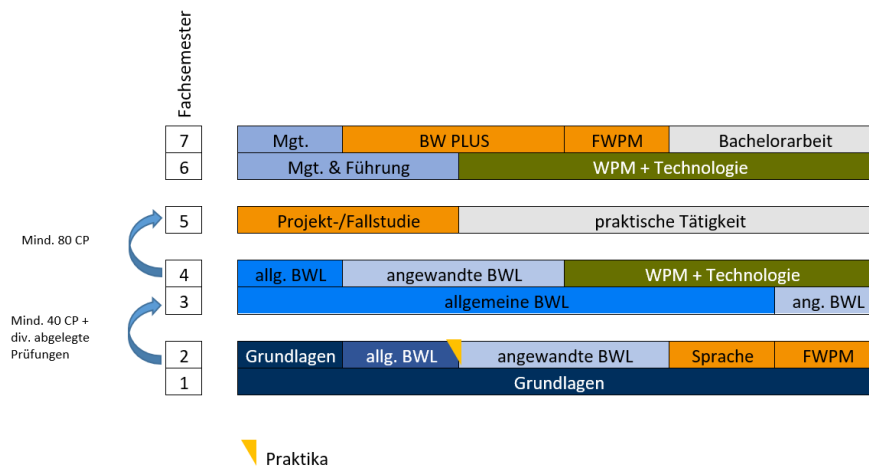 Fachsemester
7 Mgt. BW PLUS FWPM Bachelorarbeit
6 Mgt. & Führung WPM + Technologie
5 Projekt-/Fallstudie praktische Tätigkeit
Mind. 80 CP
4 allg. BWL angewandte BWL WPM + Technologie
3 allgemeine BWL ang. BWL
Mind. 40 CP +
div. abgelegte
Prüfungen
2 Grundlagen allg. BWL angewandte BWL Sprache FWPM
1 Grundlagen
Praktika